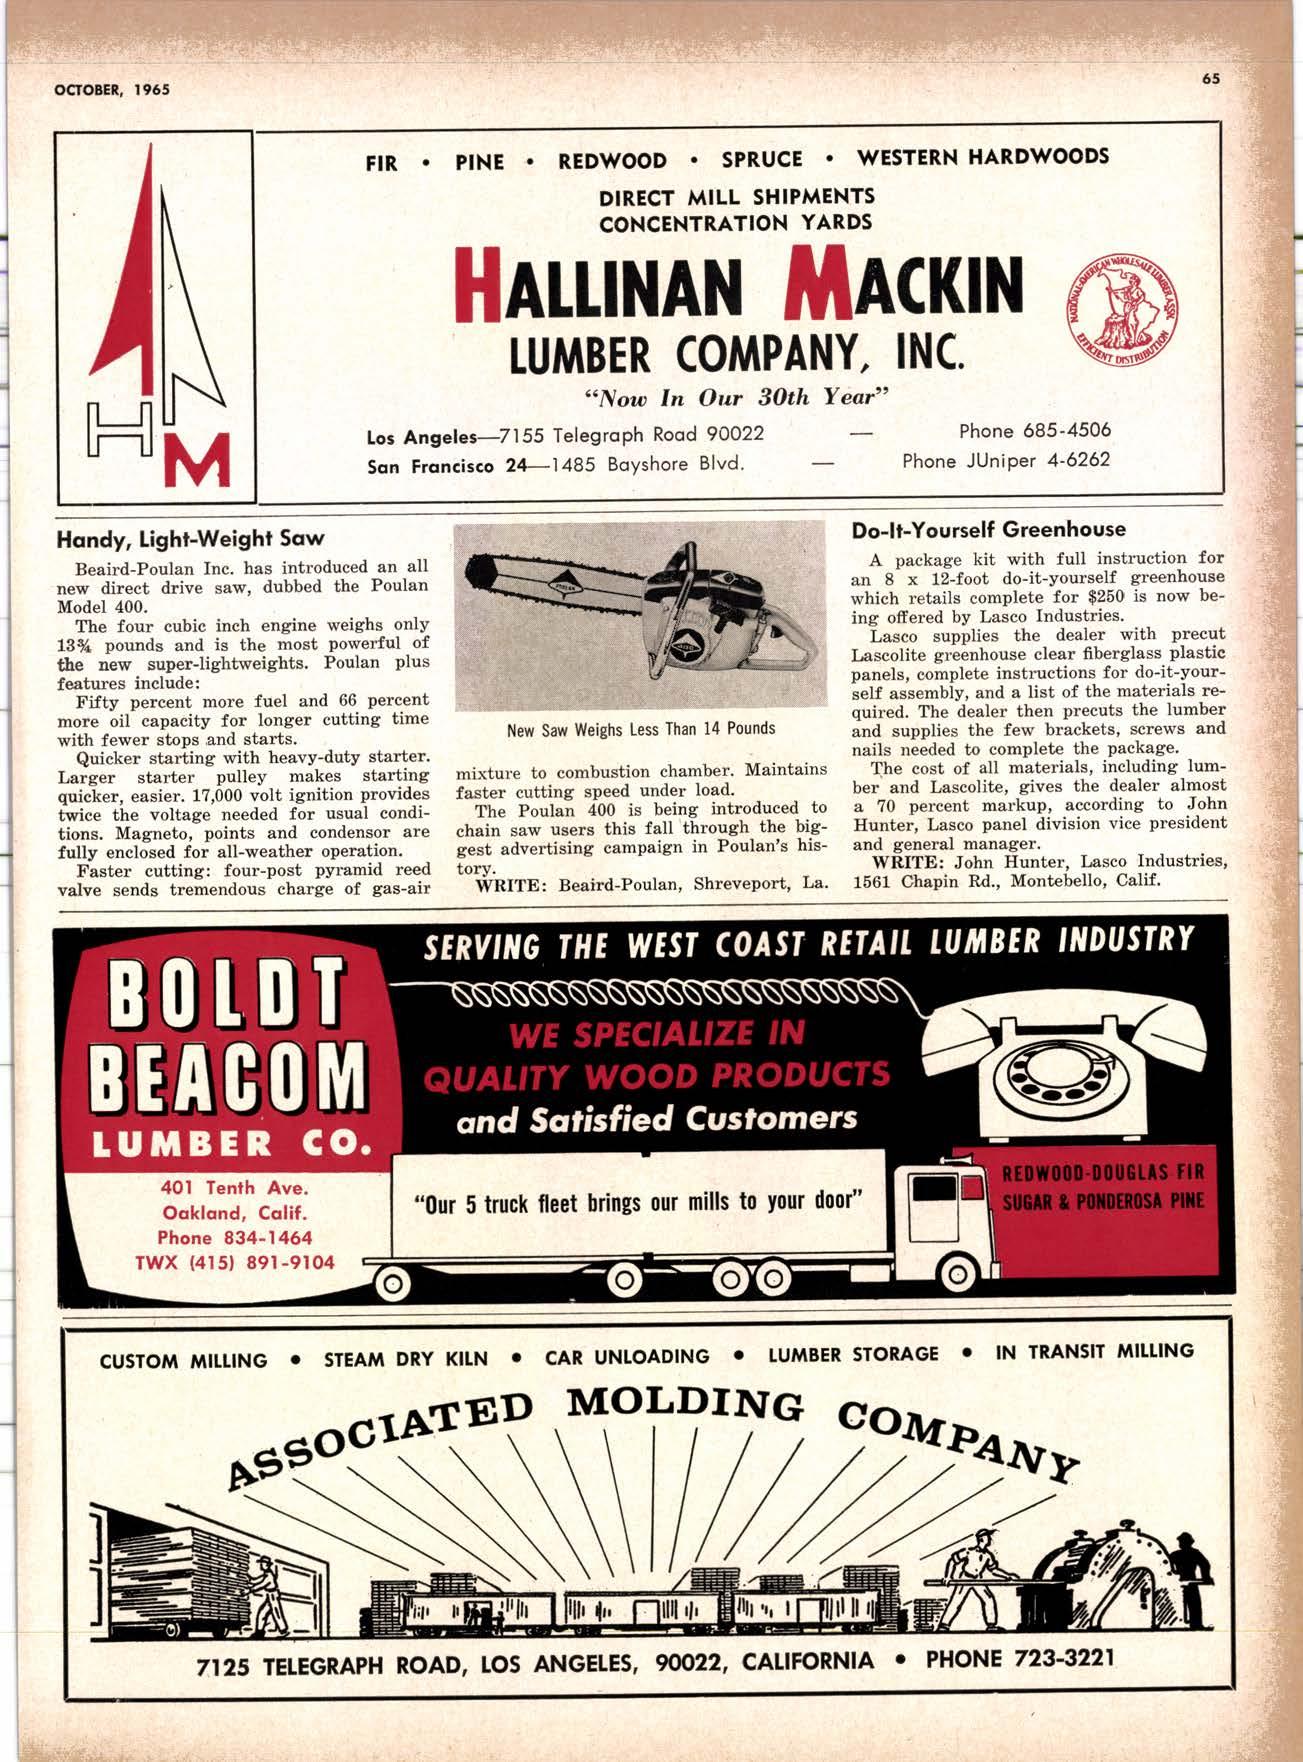 OCTOBER, 1965
65
FIR • PINE • REDWOOD • SPRUCE • WESTERN HARDWOODS
DIRECT MILL SHIPMENTS
CONCENTRATION YARDS
HALLINAN MACKIN
LUMBER COMPANY, INC.
"Now In Our 30th Year"
Los Angeles—7155 Telegraph Road 90022 — Phone 685-4506
San Francisco 24—1485 Bayshore Blvd. — Phone JUniper 4-6262
HM
NATIONAL-AMERICAN WHOLESALE LUMBER ASSN.
EFFICIENT DISTRIBUTION
Handy, Light-Weight Saw
Beaird-Poulan Inc. has introduced an all
new direct drive saw, dubbed the Poulan
Model 400.
The four cubic inch engine weighs only
13¾ pounds and is the most powerful of
the new super-lightweights. Poulan plus
features include:
Fifty percent more fuel and 66 percent
more oil capacity for longer cutting time
with fewer stops and starts.
Quicker starting with heavy-duty starter.
Larger starter pulley makes starting
quicker, easier. 17,000 volt ignition provides
twice the voltage needed for usual condi-
tions. Magneto, points and condensor are
fully enclosed for all-weather operation.
Faster cutting: four-post pyramid reed
valve sends tremendous charge of gas-air
POULAN
New Saw Weighs Less Than 14 Pounds
mixture to combustion chamber. Maintains
faster cutting speed under load.
The Poulan 400 is being introduced to
chain saw users this fall through the big-
gest advertising campaign in Poulan's his-
tory.
WRITE: Beaird-Poulan, Shreveport, La.
Do-It-Yourself Greenhouse
A package kit with full instruction for
an 8 x 12-foot do-it-yourself greenhouse
which retails complete for $250 is now be-
ing offered by Lasco Industries.
Lasco supplies the dealer with precut
Lascolite greenhouse clear fiberglass plastic
panels, complete instructions for do-it-your-
self assembly, and a list of the materials re-
quired. The dealer then precuts the lumber
and supplies the few brackets, screws and
nails needed to complete the package.
The cost of all materials, including lum-
ber and Lascolite, gives the dealer almost
a 70 percent markup, according to John
Hunter, Lasco panel division vice president
and general manager.
WRITE: John Hunter, Lasco Industries,
1561 Chapin Rd., Montebello, Calif.
BOLDT
BEACOM
LUMBER CO.
401 Tenth Ave.
Oakland, Calif.
Phone 834-1464
TWX (415) 891-9104
SERVING THE WEST COAST RETAIL LUMBER INDUSTRY
WE SPECIALIZE IN
QUALITY WOOD PRODUCTS
and Satisfied Customers
"Our 5 truck fleet brings our mills to your door"
REDWOOD-DOUGLAS FIR
SUGAR & PONDEROSA PINE
CUSTOM MILLING • STEAM DRY KILN • CAR UNLOADING • LUMBER STORAGE • IN TRANSIT MILLING
ASSOCIATED MOLDING COMPANY
7125 TELEGRAPH ROAD, LOS ANGELES, 90022, CALIFORNIA • PHONE 723-3221